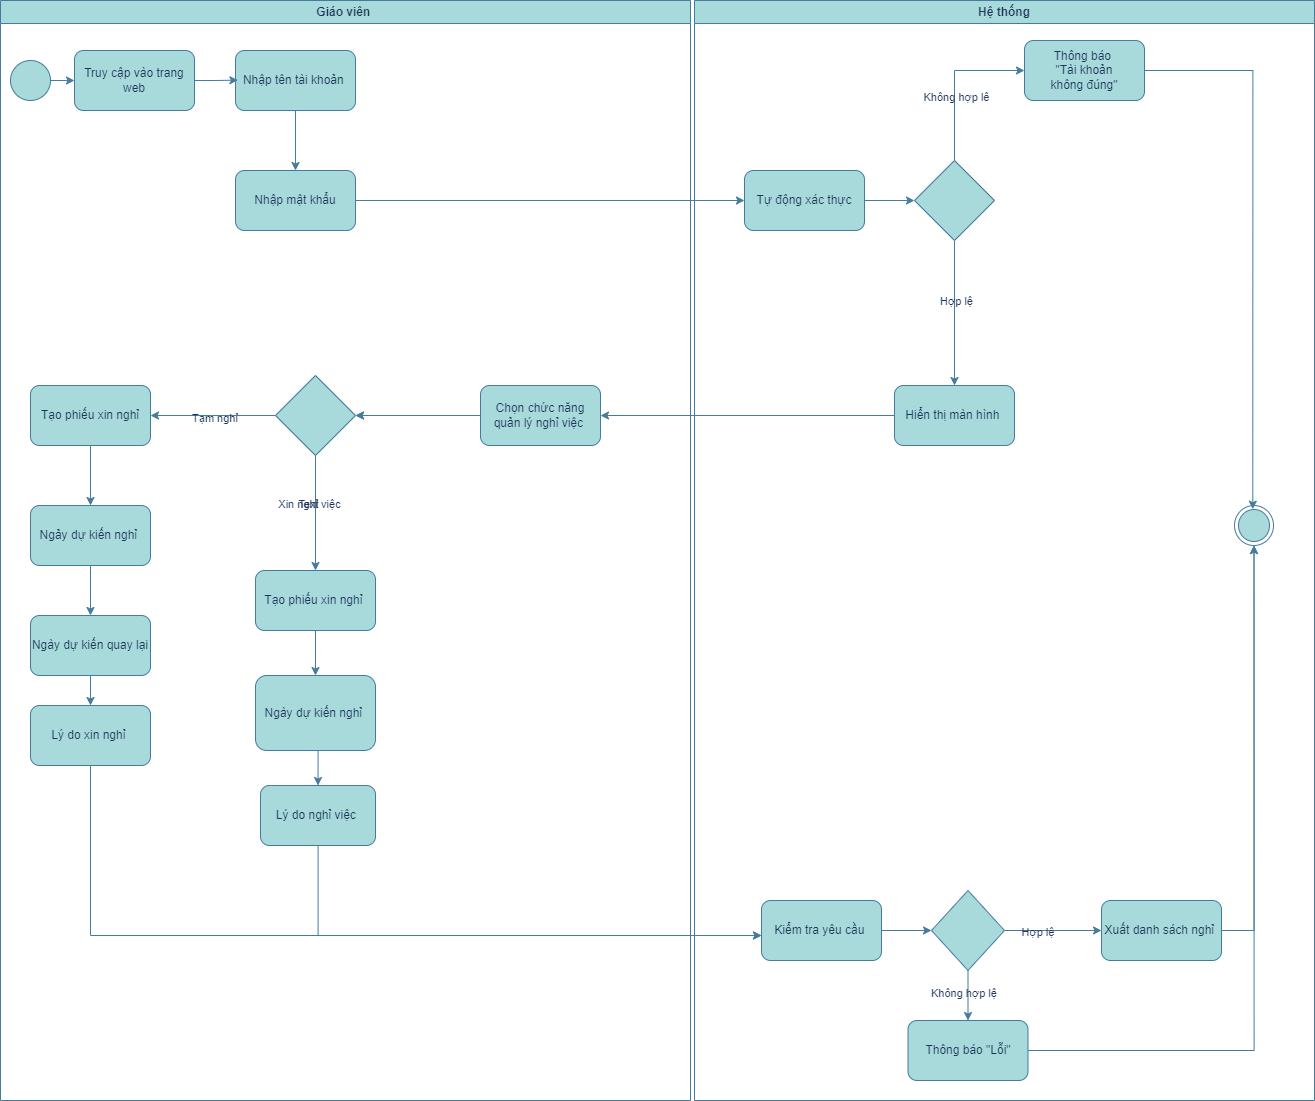 Giáo viên
Hệ thống
Truy cập vào trang
web
Nhập tên tài khoản
Thông báo
"Tài khoản
không đúng"
Không hợp lê
Nhập mật khẩu
Tự động xác thực
Hợp lệ
Tạo phiếu xin nghỉ
Tạm nghỉ
Chọn chức năng
quản lý nghỉ việc
Hiển thị màn hình
Xin nghỉ việc
Text
Ngày dự kiến nghỉ
Tạo phiếu xin nghỉ
Ngày dự kiến quay lại
Ngày dự kiến nghỉ
Lý do xin nghỉ
Lý do nghỉ việc
Kiểm tra yêu cầu
Hợp lệ
Xuất danh sách nghỉ
Không hợp lệ
Thông báo "Lỗi"